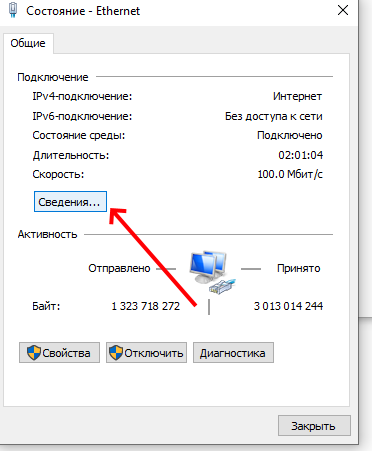 Состояние - Ethernet
Общие
Подключение
IPv4-подключение: Интернет
IPv6-подключение: Без доступа к сети
Состояние среды: Подключено
Длительность: 02:01:04
Скорость: 100.0 Мбит/с
Сведения...
Активность
Отправлено — Принято
Байт: 1 323 718 272 | 3 013 014 244
Свойства Отключить Диагностика
Закрыть